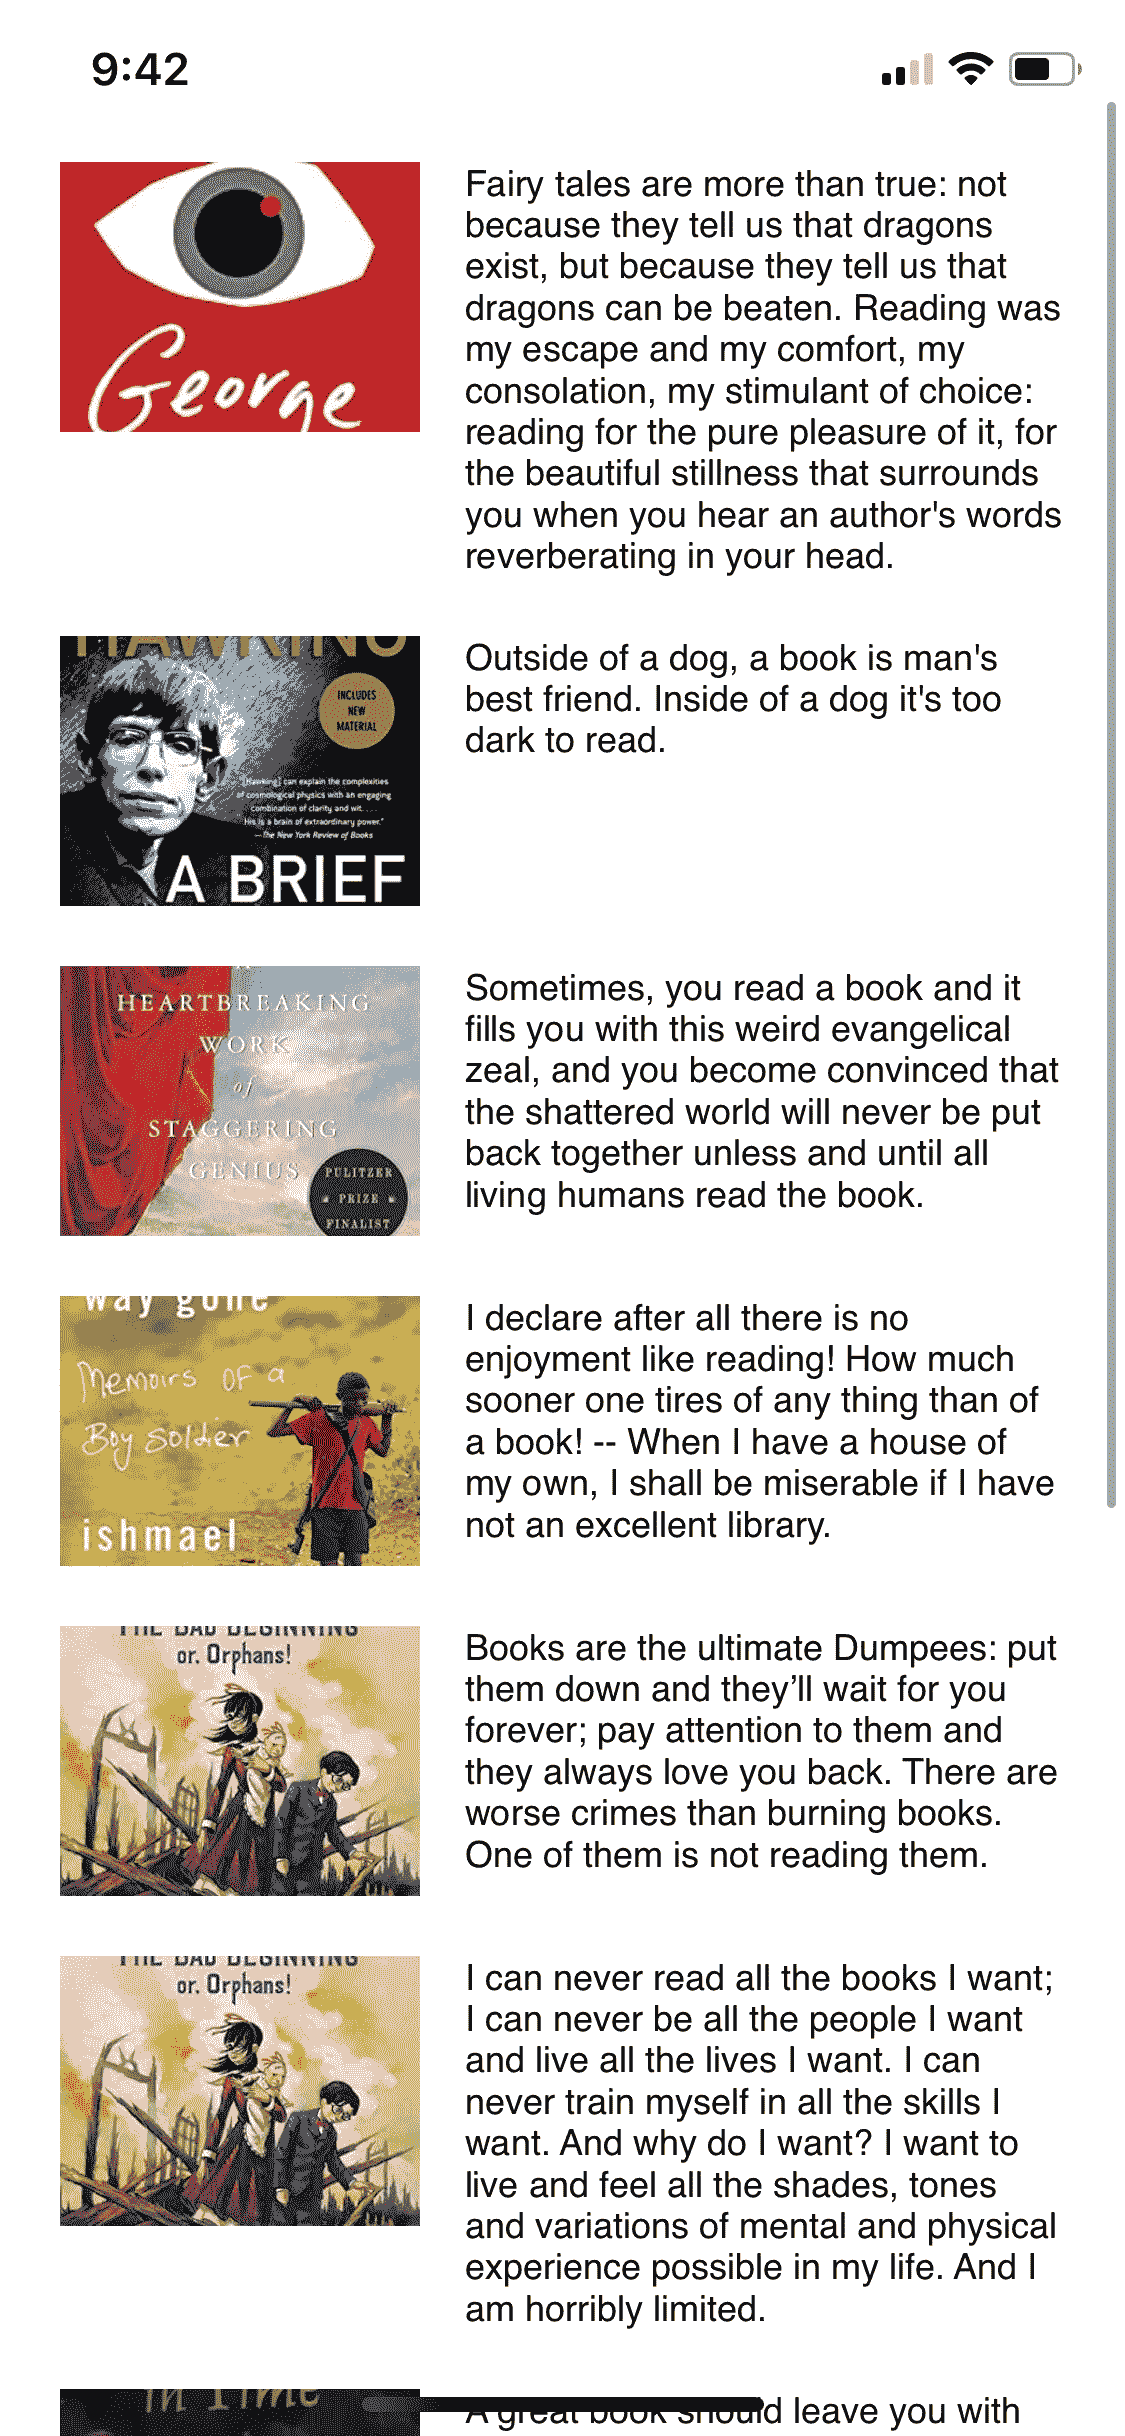 9:42
George
Fairy tales are more than true: not
because they tell us that dragons
exist, but because they tell us that
dragons can be beaten. Reading was
my escape and my comfort, my
consolation, my stimulant of choice:
reading for the pure pleasure of it, for
the beautiful stillness that surrounds
you when you hear an author's words
reverberating in your head.
HAWKING
INCLUDES
NEW
MATERIAL
"[Hawking] can explain the complexities
of cosmological physics with an engaging
combination of clarity and wit. . . .
His is a brain of extraordinary power."
—The New York Review of Books
A BRIEF
Outside of a dog, a book is man's
best friend. Inside of a dog it's too
dark to read.
HEARTBREAKING
WORK
of
STAGGERING
GENIUS
PULITZER
PRIZE
FINALIST
Sometimes, you read a book and it
fills you with this weird evangelical
zeal, and you become convinced that
the shattered world will never be put
back together unless and until all
living humans read the book.
way gone
Memoirs of a
Boy soldier
ishmael
I declare after all there is no
enjoyment like reading! How much
sooner one tires of any thing than of
a book! -- When I have a house of
my own, I shall be miserable if I have
not an excellent library.
THE BAD BEGINNING
or, Orphans!
Books are the ultimate Dumpees: put
them down and they’ll wait for you
forever; pay attention to them and
they always love you back. There are
worse crimes than burning books.
One of them is not reading them.
THE BAD BEGINNING
or, Orphans!
I can never read all the books I want;
I can never be all the people I want
and live all the lives I want. I can
never train myself in all the skills I
want. And why do I want? I want to
live and feel all the shades, tones
and variations of mental and physical
experience possible in my life. And I
am horribly limited.
in Time
A great book should leave you with